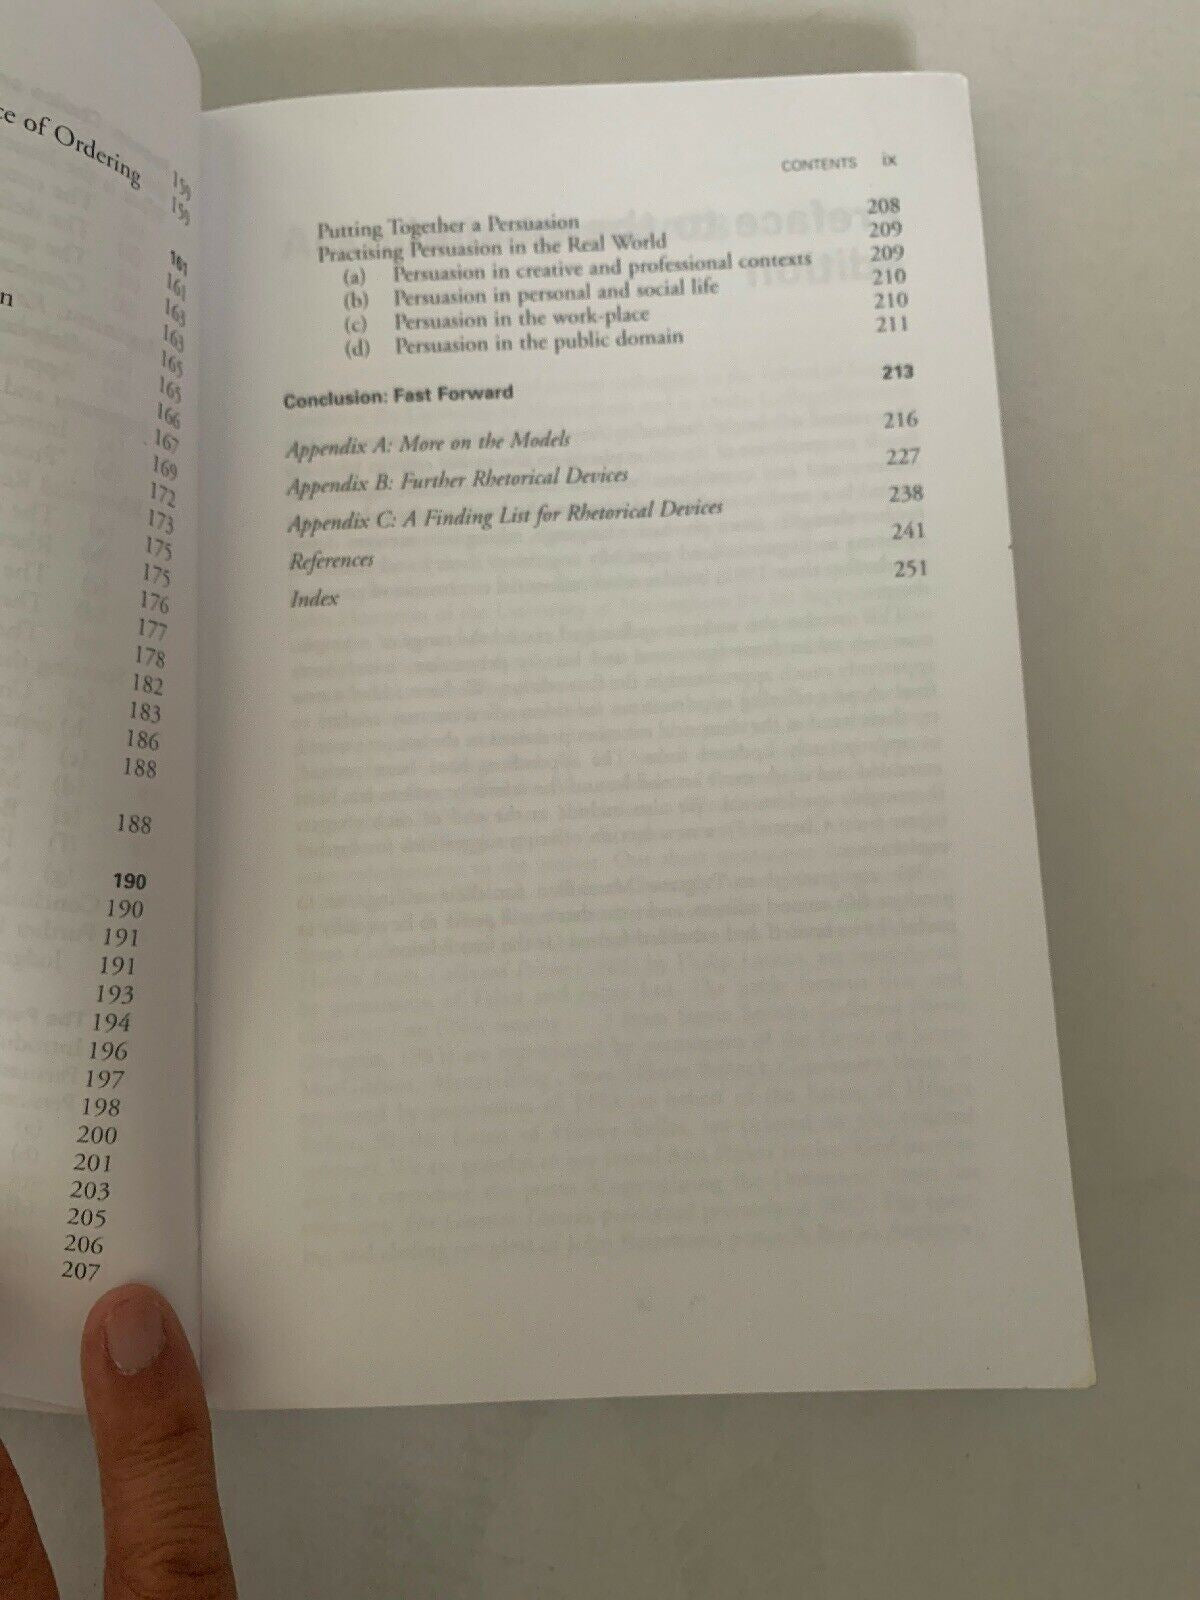 ce of Ordering 159
159
161
161
n 163
163
165
165
166
167
169
172
173
175
175
176
177
178
182
183
186
188
188
190
190
191
191
193
194
196
197
198
200
201
203
205
206
207
CONTENTS ix
Putting Together a Persuasion 208
Practising Persuasion in the Real World 209
(a) Persuasion in creative and professional contexts 209
(b) Persuasion in personal and social life 210
(c) Persuasion in the work-place 210
(d) Persuasion in the public domain 211
Conclusion: Fast Forward 213
Appendix A: More on the Models 216
Appendix B: Further Rhetorical Devices 227
Appendix C: A Finding List for Rhetorical Devices 238
References 241
Index 251